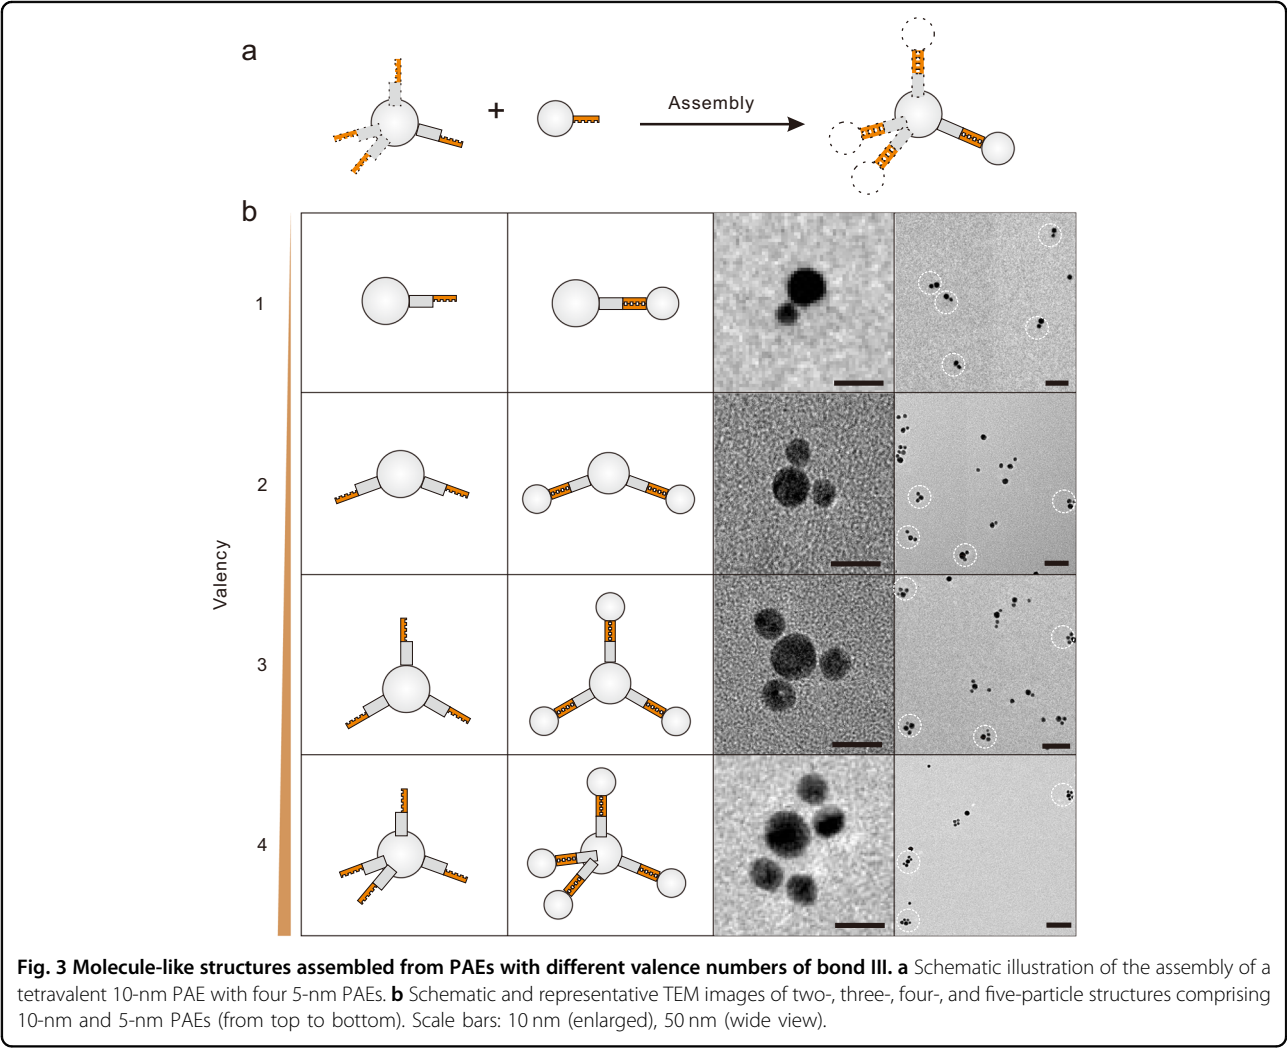 a
+
Assembly
b
1
2
Valency
3
4
Fig. 3 Molecule-like structures assembled from PAEs with different valence numbers of bond III. a Schematic illustration of the assembly of a
tetravalent 10-nm PAE with four 5-nm PAEs. b Schematic and representative TEM images of two-, three-, four-, and five-particle structures comprising
10-nm and 5-nm PAEs (from top to bottom). Scale bars: 10 nm (enlarged), 50 nm (wide view).